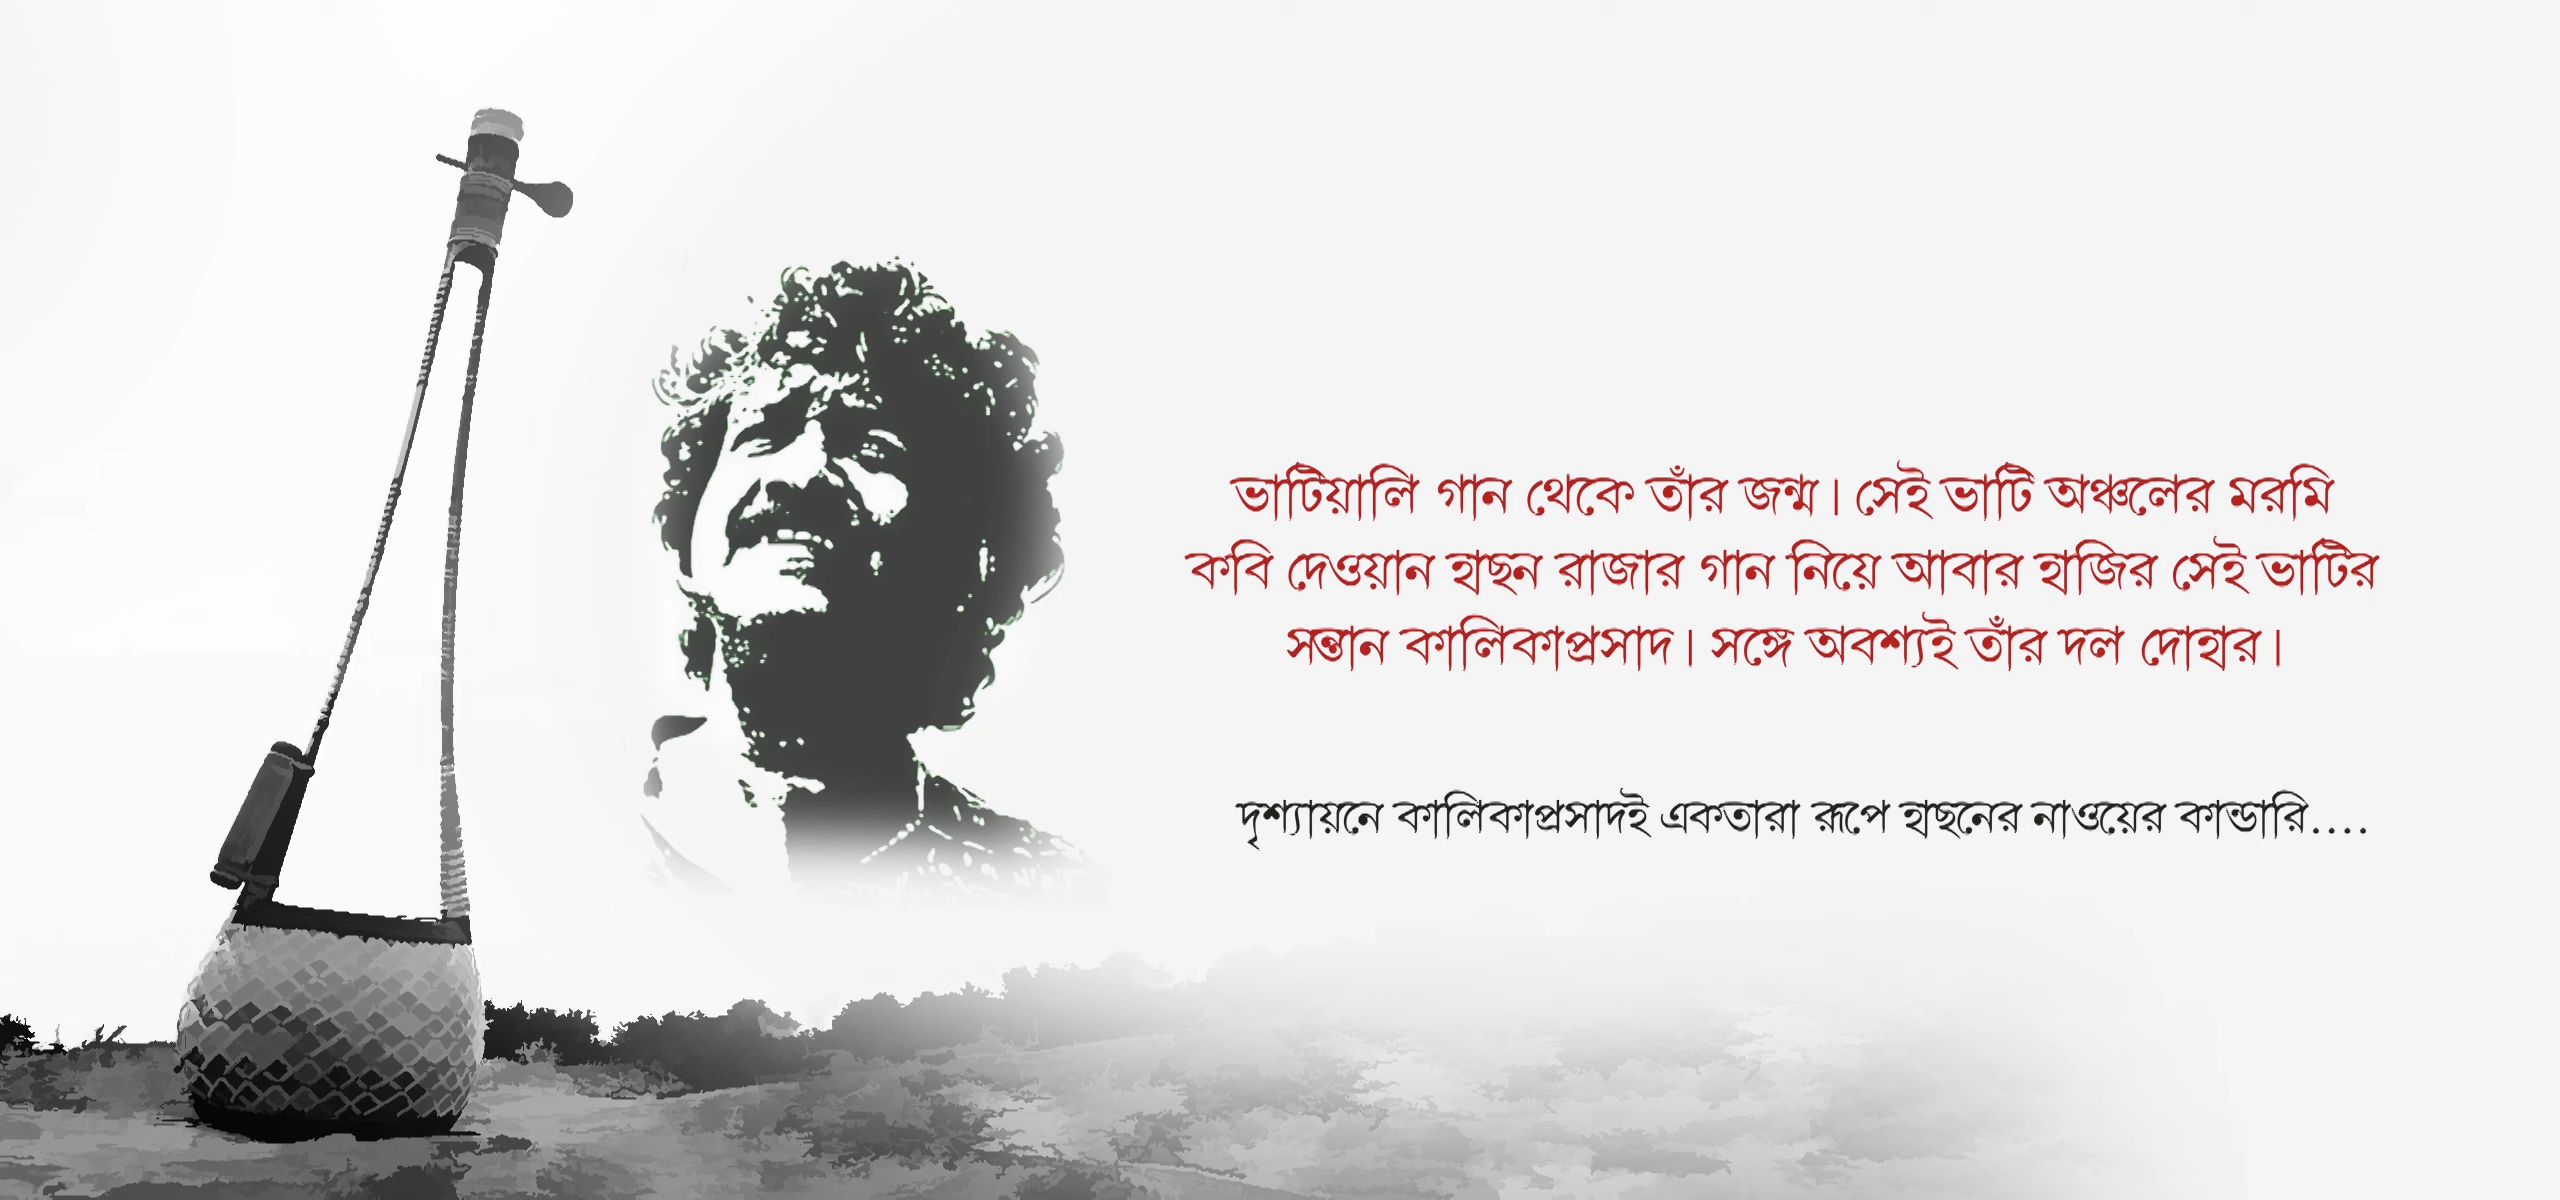 ভাটিয়ালি গান থেকে তাঁর জন্ম। সেই ভাটি অঞ্চলের মরমি
কবি দেওয়ান হাছন রাজার গান নিয়ে আবার হাজির সেই ভাটির
সন্তান কালিকাপ্রসাদ। সঙ্গে অবশ্যই তাঁর দল দোহার।
দৃশ্যায়নে কালিকাপ্রসাদই একতারা রূপে হাছনের নাওয়ের কান্ডারি....